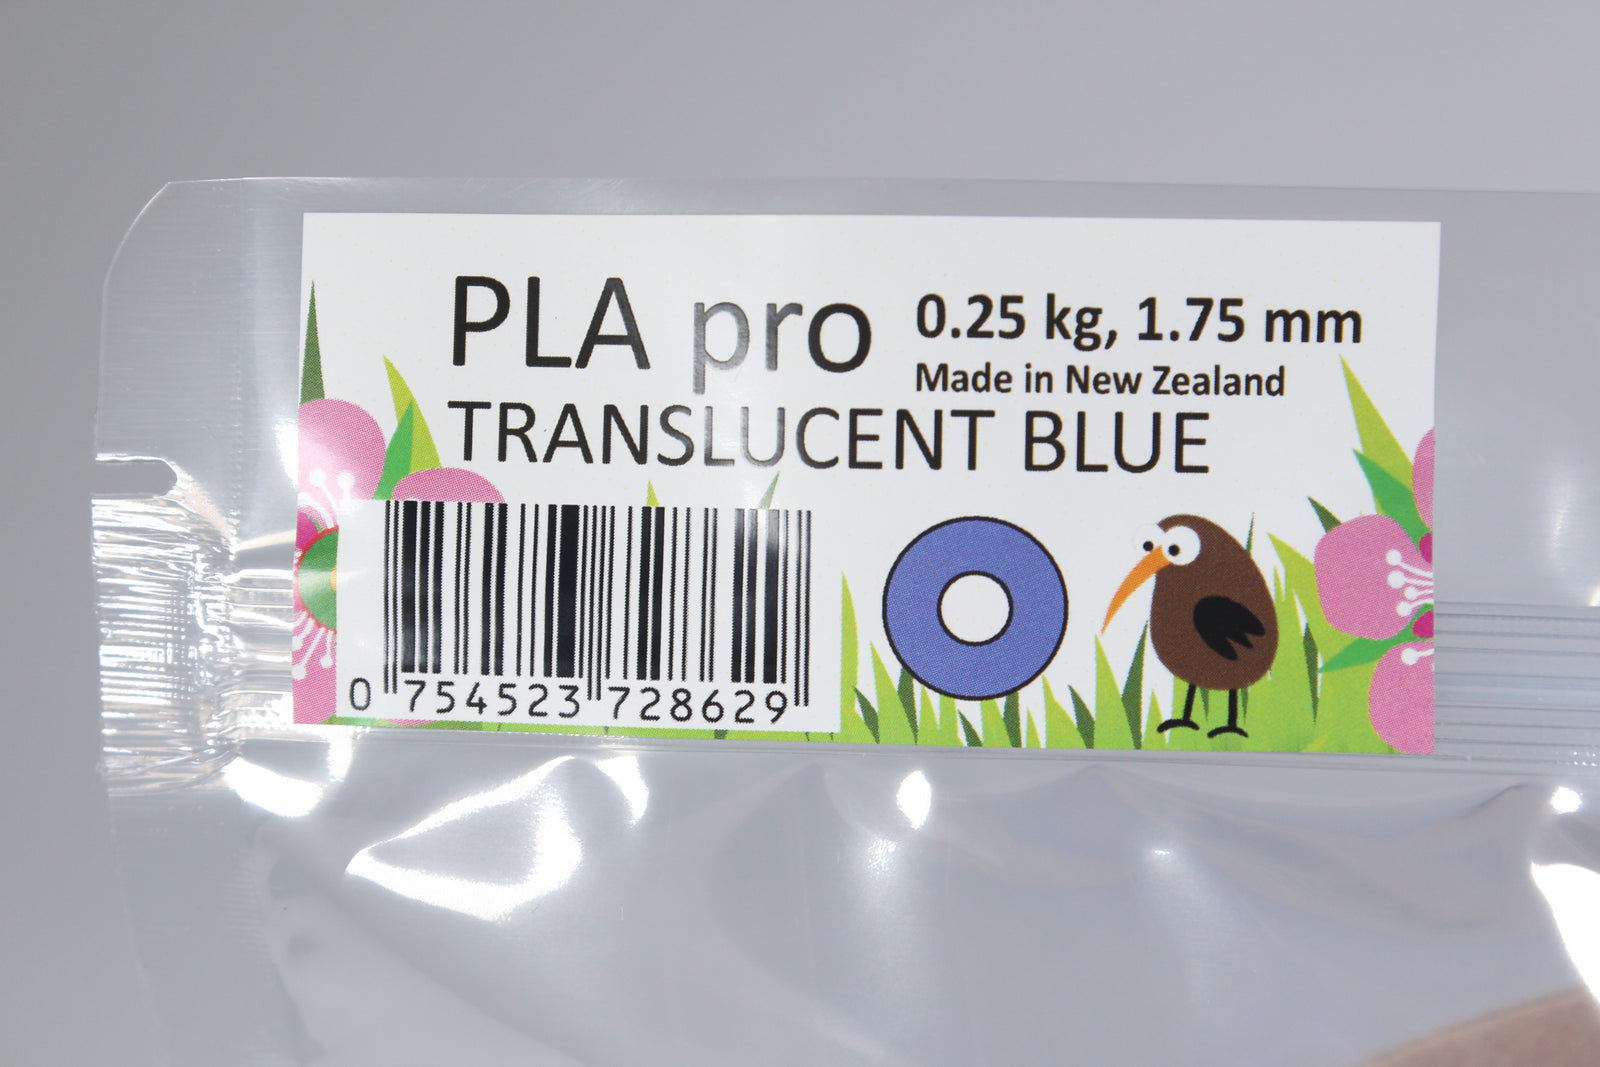 PLA pro
0.25 kg, 1.75 mm
Made in New Zealand
TRANSLUCENT BLUE
0 754523 728629